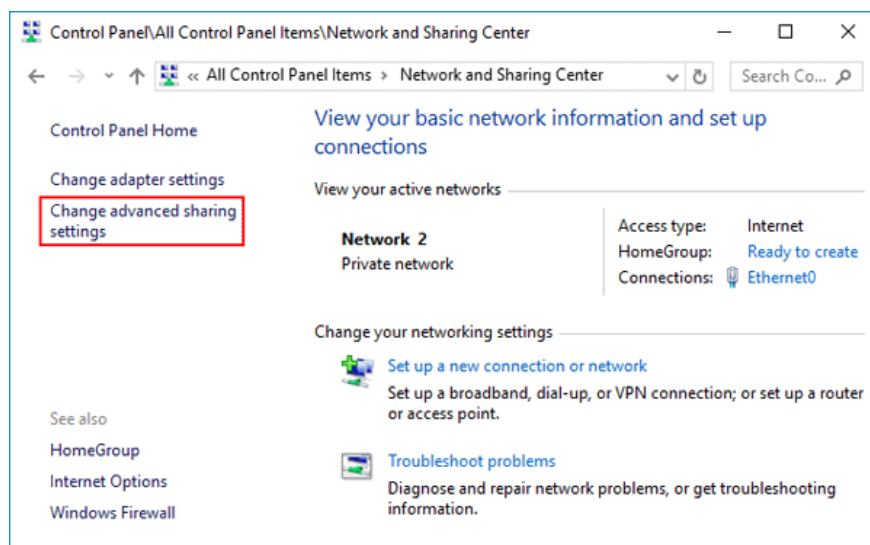 Control Panel\All Control Panel Items\Network and Sharing Center
« All Control Panel Items › Network and Sharing Center
Search Co...
Control Panel Home
Change adapter settings
Change advanced sharing
settings
See also
HomeGroup
Internet Options
Windows Firewall
View your basic network information and set up
connections
View your active networks
Network 2
Private network
Access type: Internet
HomeGroup: Ready to create
Connections: Ethernet0
Change your networking settings
Set up a new connection or network
Set up a broadband, dial-up, or VPN connection; or set up a router
or access point.
Troubleshoot problems
Diagnose and repair network problems, or get troubleshooting
information.